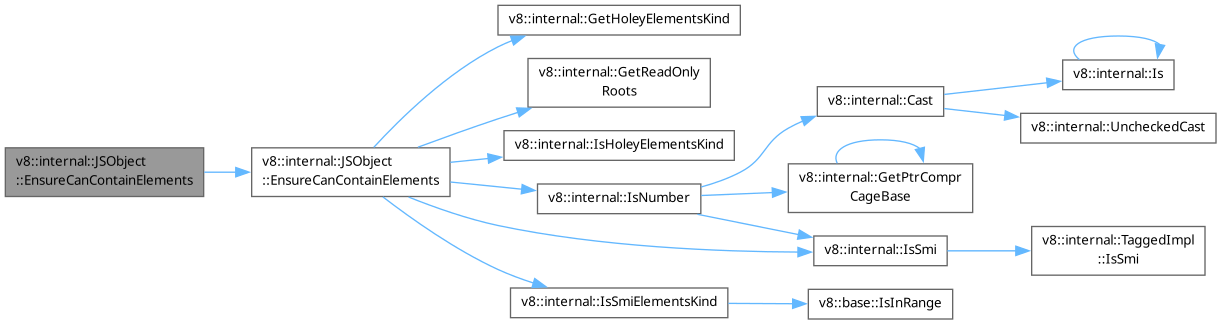 v8::internal::JSObject
::EnsureCanContainElements
v8::internal::JSObject
::EnsureCanContainElements
v8::internal::GetHoleyElementsKind
v8::internal::GetReadOnly
Roots
v8::internal::IsHoleyElementsKind
v8::internal::IsNumber
v8::internal::IsSmiElementsKind
v8::internal::Cast
v8::internal::GetPtrCompr
CageBase
v8::internal::IsSmi
v8::base::IsInRange
v8::internal::Is
v8::internal::UncheckedCast
v8::internal::TaggedImpl
::IsSmi